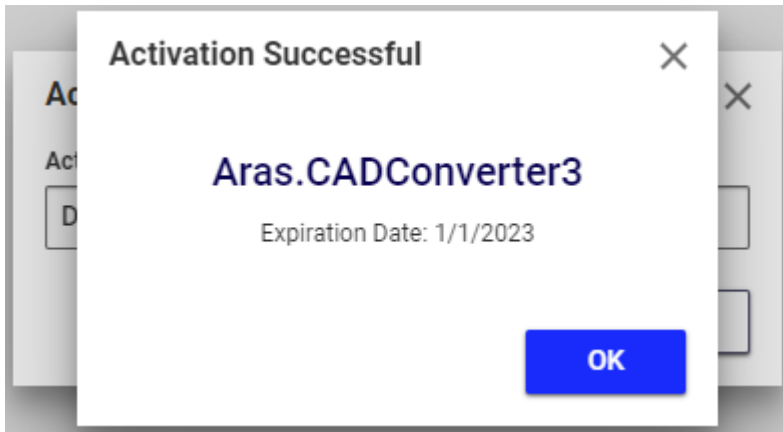 Activation Successful
Aras.CADConverter3
Expiration Date: 1/1/2023
OK